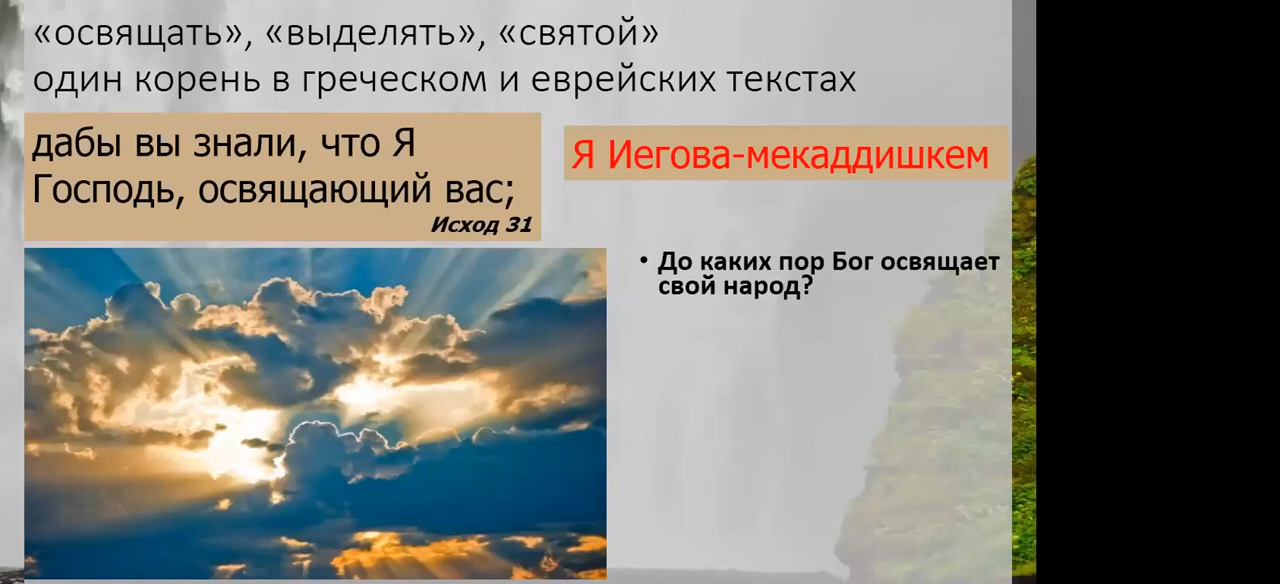 «освящать», «выделять», «святой»
один корень в греческом и еврейских текстах
дабы вы знали, что Я
Господь, освящающий вас;
Исход 31
Я Иегова-мекаддишкем
• До каких пор Бог освящает
свой народ?